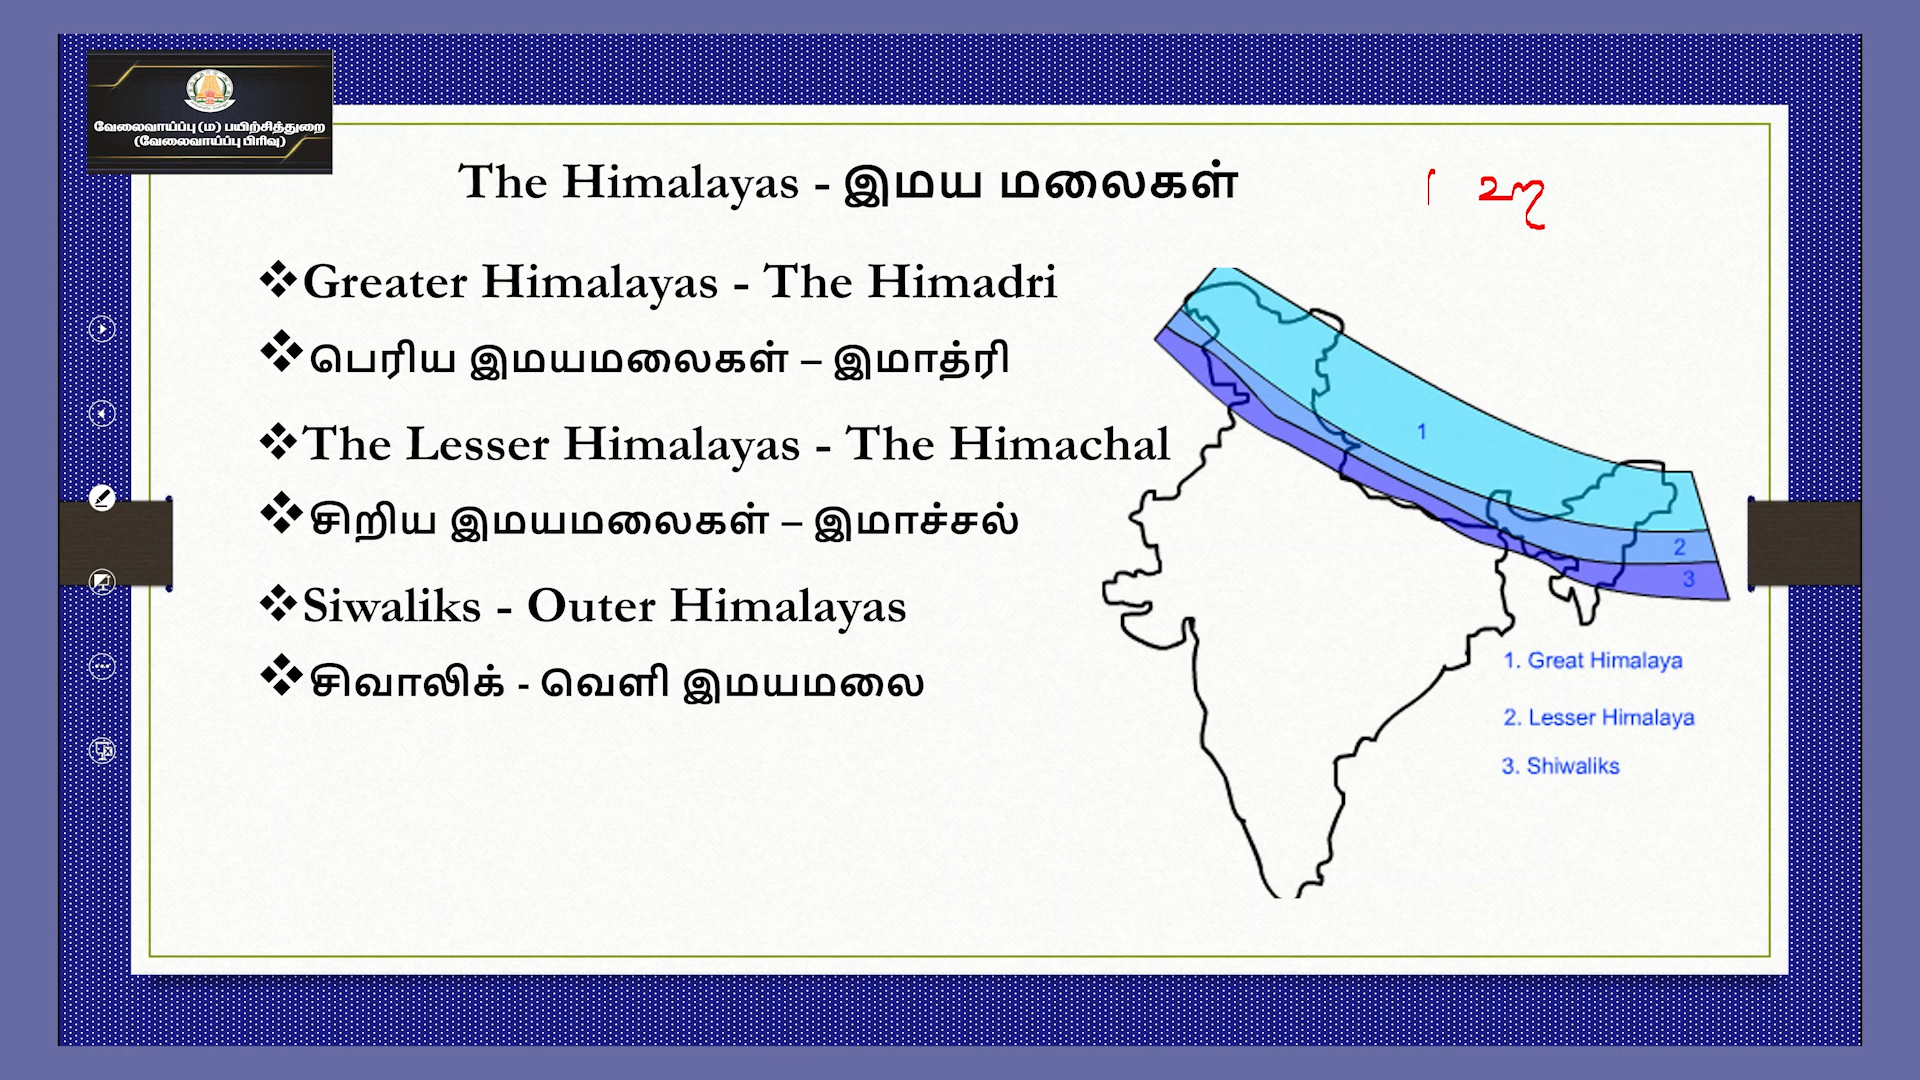 வேலைவாய்ப்பு (ம) பயிற்சித்துறை
(வேலைவாய்ப்பு பிரிவு)
The Himalayas - இமய மலைகள்
❖Greater Himalayas - The Himadri
❖பெரிய இமயமலைகள் – இமாத்ரி
❖The Lesser Himalayas - The Himachal
❖சிறிய இமயமலைகள் – இமாச்சல்
❖Siwaliks - Outer Himalayas
❖சிவாலிக் - வெளி இமயமலை
1
2
3
1. Great Himalaya
2. Lesser Himalaya
3. Shiwaliks